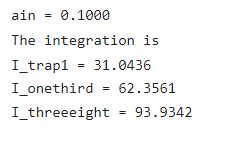 ain = 0.1000
The integration is
I_trap1 = 31.0436
I_onethird = 62.3561
I_threeeight = 93.9342